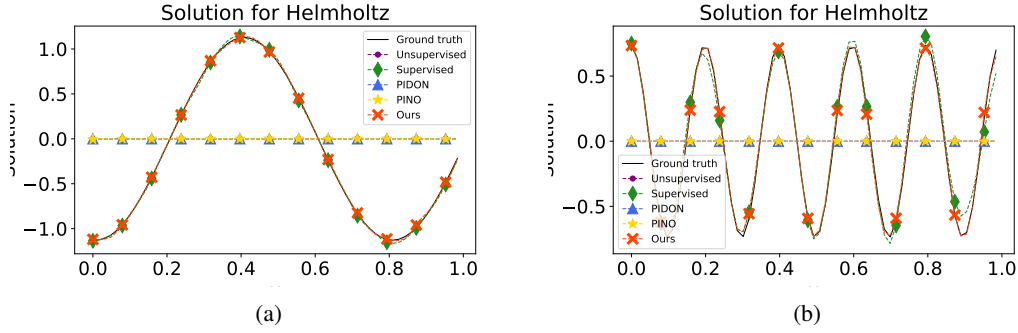 Solution for Helmholtz
1.0
0.5
0.0
−0.5
−1.0
Ground truth
Unsupervised
Supervised
PIDON
PINO
Ours
0.0 0.2 0.4 0.6 0.8 1.0
(a)
Solution for Helmholtz
Solution
0.5
0.0
−0.5
Ground truth
Unsupervised
Supervised
PIDON
PINO
Ours
0.0 0.2 0.4 0.6 0.8 1.0
(b)